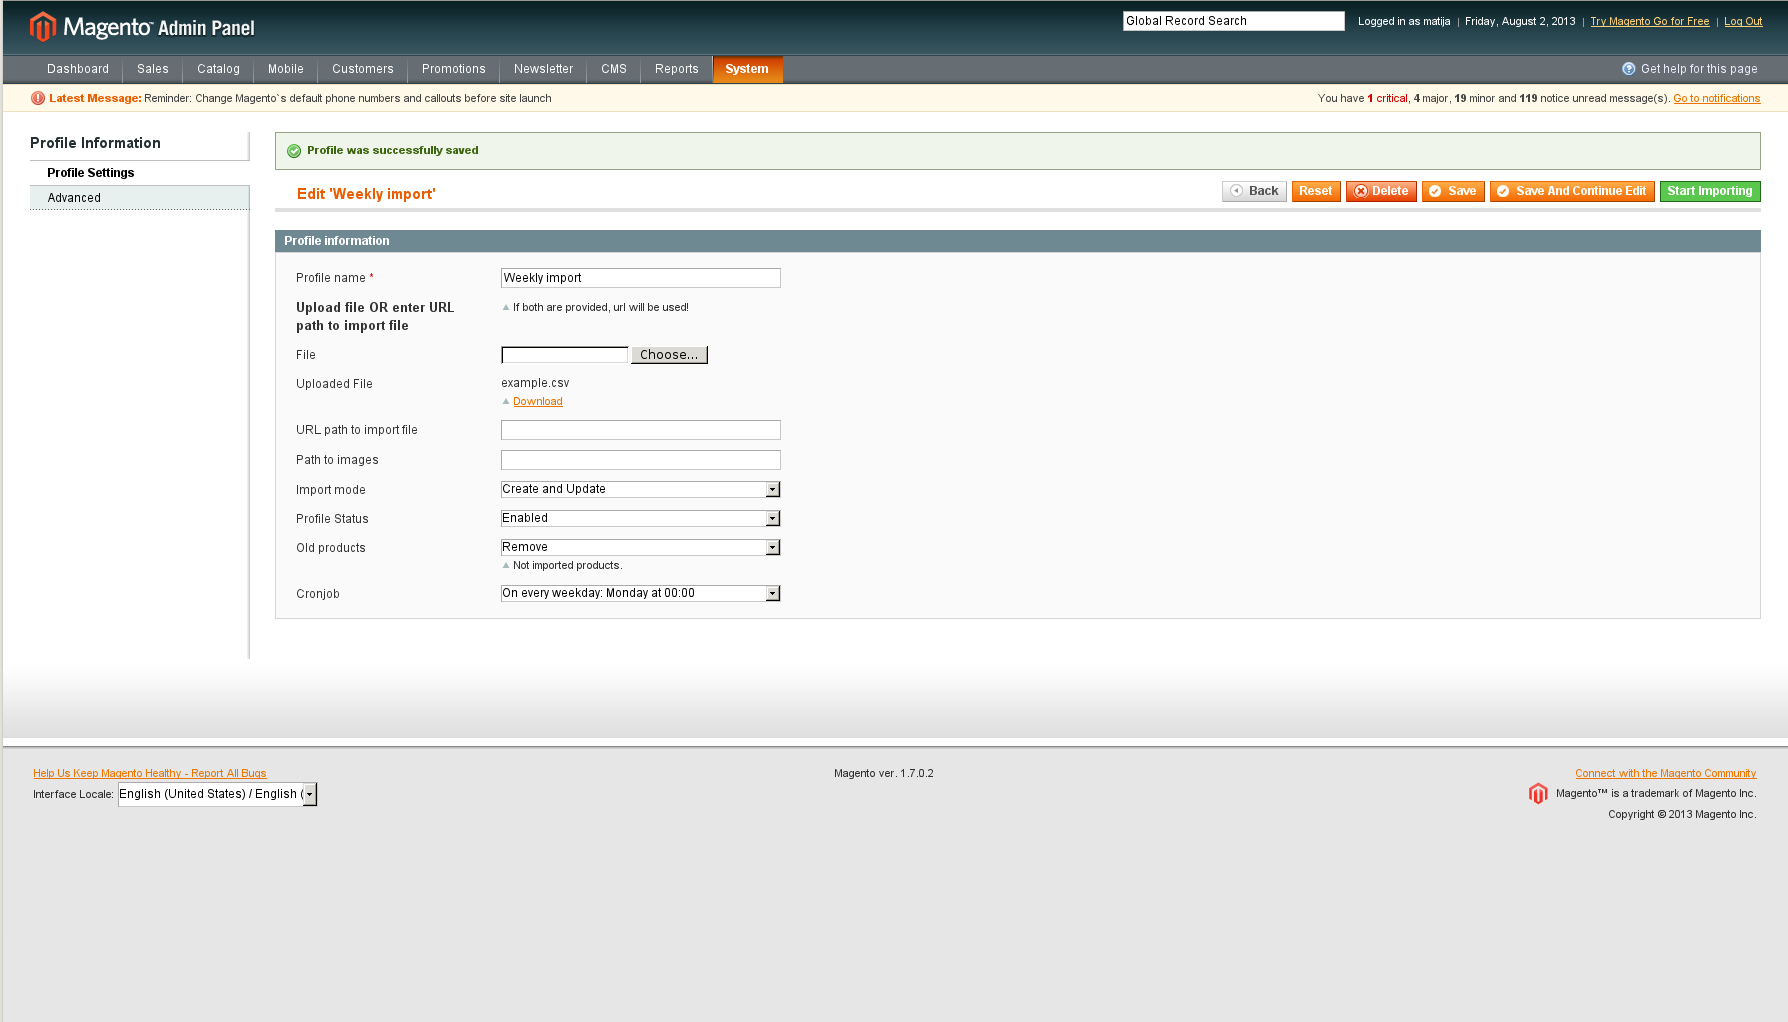 Magento™ Admin Panel
Global Record Search
Logged in as matija | Friday, August 2, 2013 | Try Magento Go for Free | Log Out
Dashboard Sales Catalog Mobile Customers Promotions Newsletter CMS Reports System
Get help for this page
Latest Message: Reminder: Change Magento`s default phone numbers and callouts before site launch
You have 1 critical, 4 major, 19 minor and 119 notice unread message(s). Go to notifications
Profile Information
Profile Settings
Advanced
Profile was successfully saved
Edit 'Weekly import'
Back Reset Delete Save Save And Continue Edit Start Importing
Profile information
Profile name * Weekly import
Upload file OR enter URL
path to import file
If both are provided, url will be used!
File Choose...
Uploaded File example.csv
Download
URL path to import file
Path to images
Import mode Create and Update
Profile Status Enabled
Old products Remove
Not imported products.
Cronjob On every weekday: Monday at 00:00
Help Us Keep Magento Healthy - Report All Bugs
Interface Locale: English (United States) / English (
Magento ver. 1.7.0.2
Connect with the Magento Community
Magento™ is a trademark of Magento Inc.
Copyright © 2013 Magento Inc.